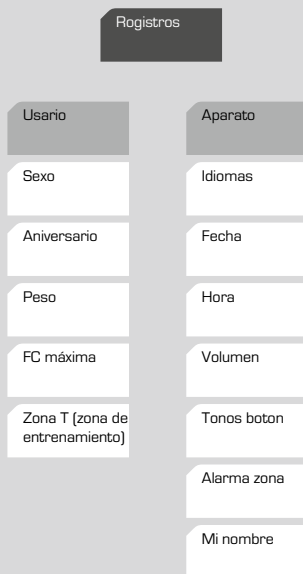 Rogistros
Usario
Sexo
Aniversario
Peso
FC máxima
Zona T (zona de
entrenamiento)
Aparato
Idiomas
Fecha
Hora
Volumen
Tonos boton
Alarma zona
Mi nombre